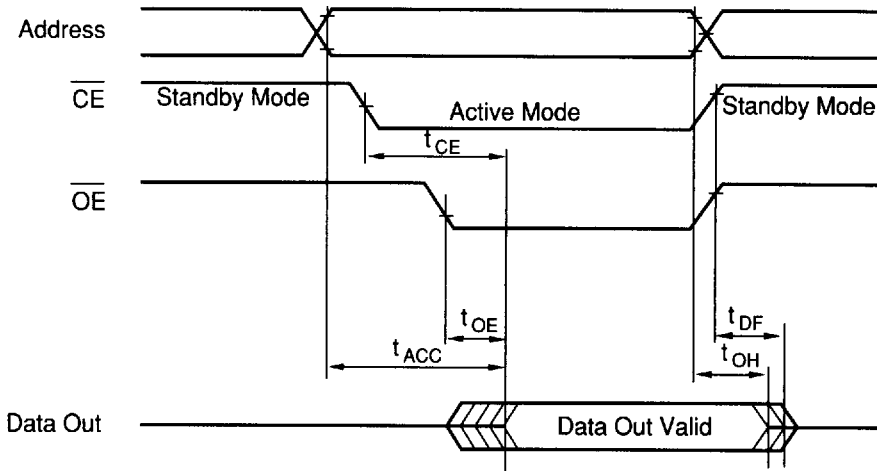 Address
CE
Standby Mode
Active Mode
Standby Mode
tCE
OE
tOE
tDF
tACC
tOH
Data Out
Data Out Valid